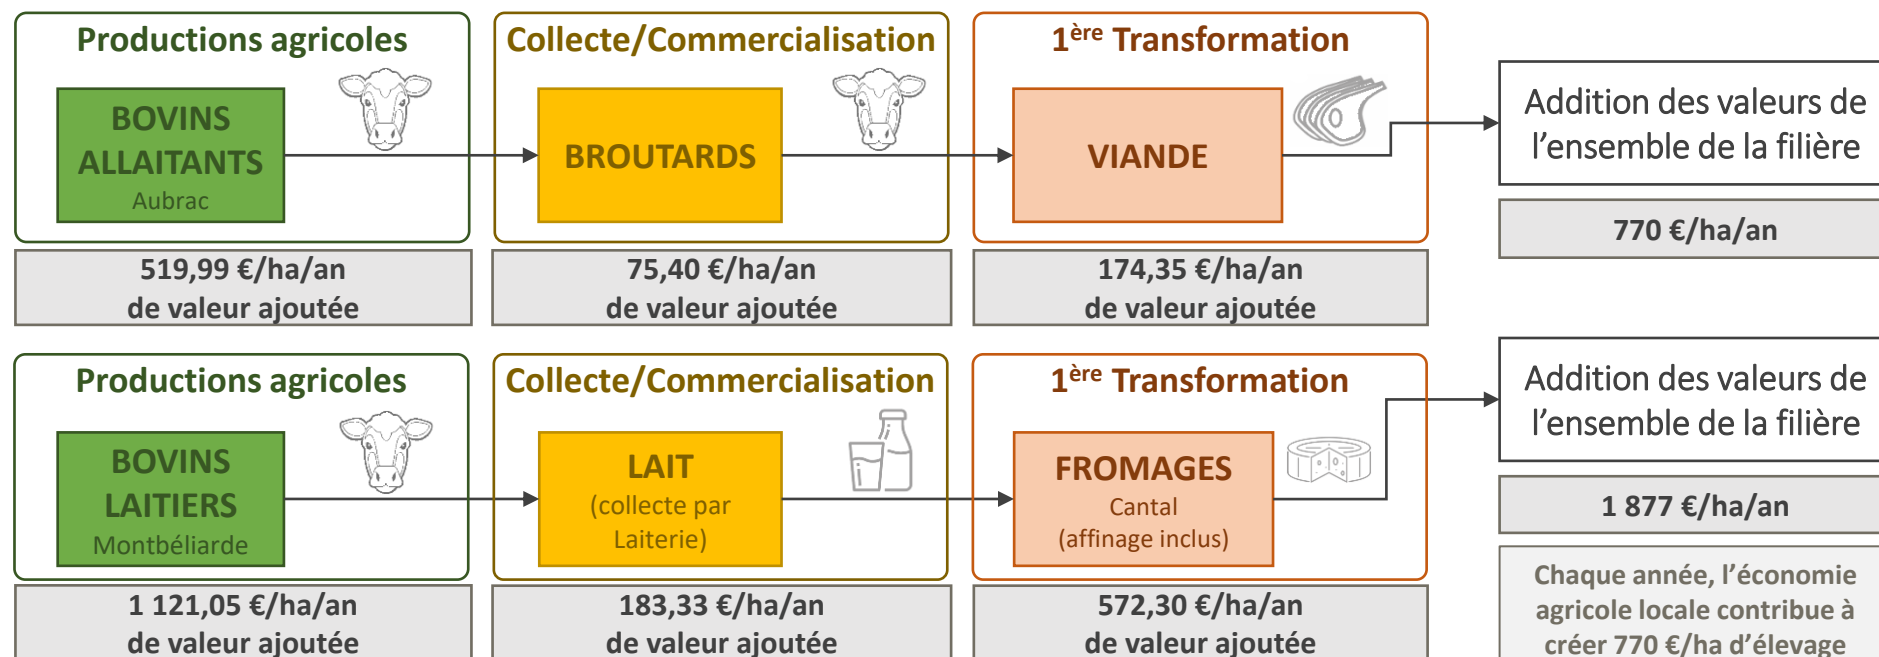 Productions agricoles
BOVINS
ALLAITANTS
Aubrac
519,99 €/ha/an
de valeur ajoutée
Collecte/Commercialisation
BROUTARDS
75,40 €/ha/an
de valeur ajoutée
1ère Transformation
VIANDE
174,35 €/ha/an
de valeur ajoutée
Addition des valeurs de
l’ensemble de la filière
770 €/ha/an
Productions agricoles
BOVINS
LAITIERS
Montbéliarde
1 121,05 €/ha/an
de valeur ajoutée
Collecte/Commercialisation
LAIT
(collecte par
Laiterie)
183,33 €/ha/an
de valeur ajoutée
1ère Transformation
FROMAGES
Cantal
(affinage inclus)
572,30 €/ha/an
de valeur ajoutée
Addition des valeurs de
l’ensemble de la filière
1 877 €/ha/an
Chaque année, l’économie
agricole locale contribue à
créer 770 €/ha d’élevage